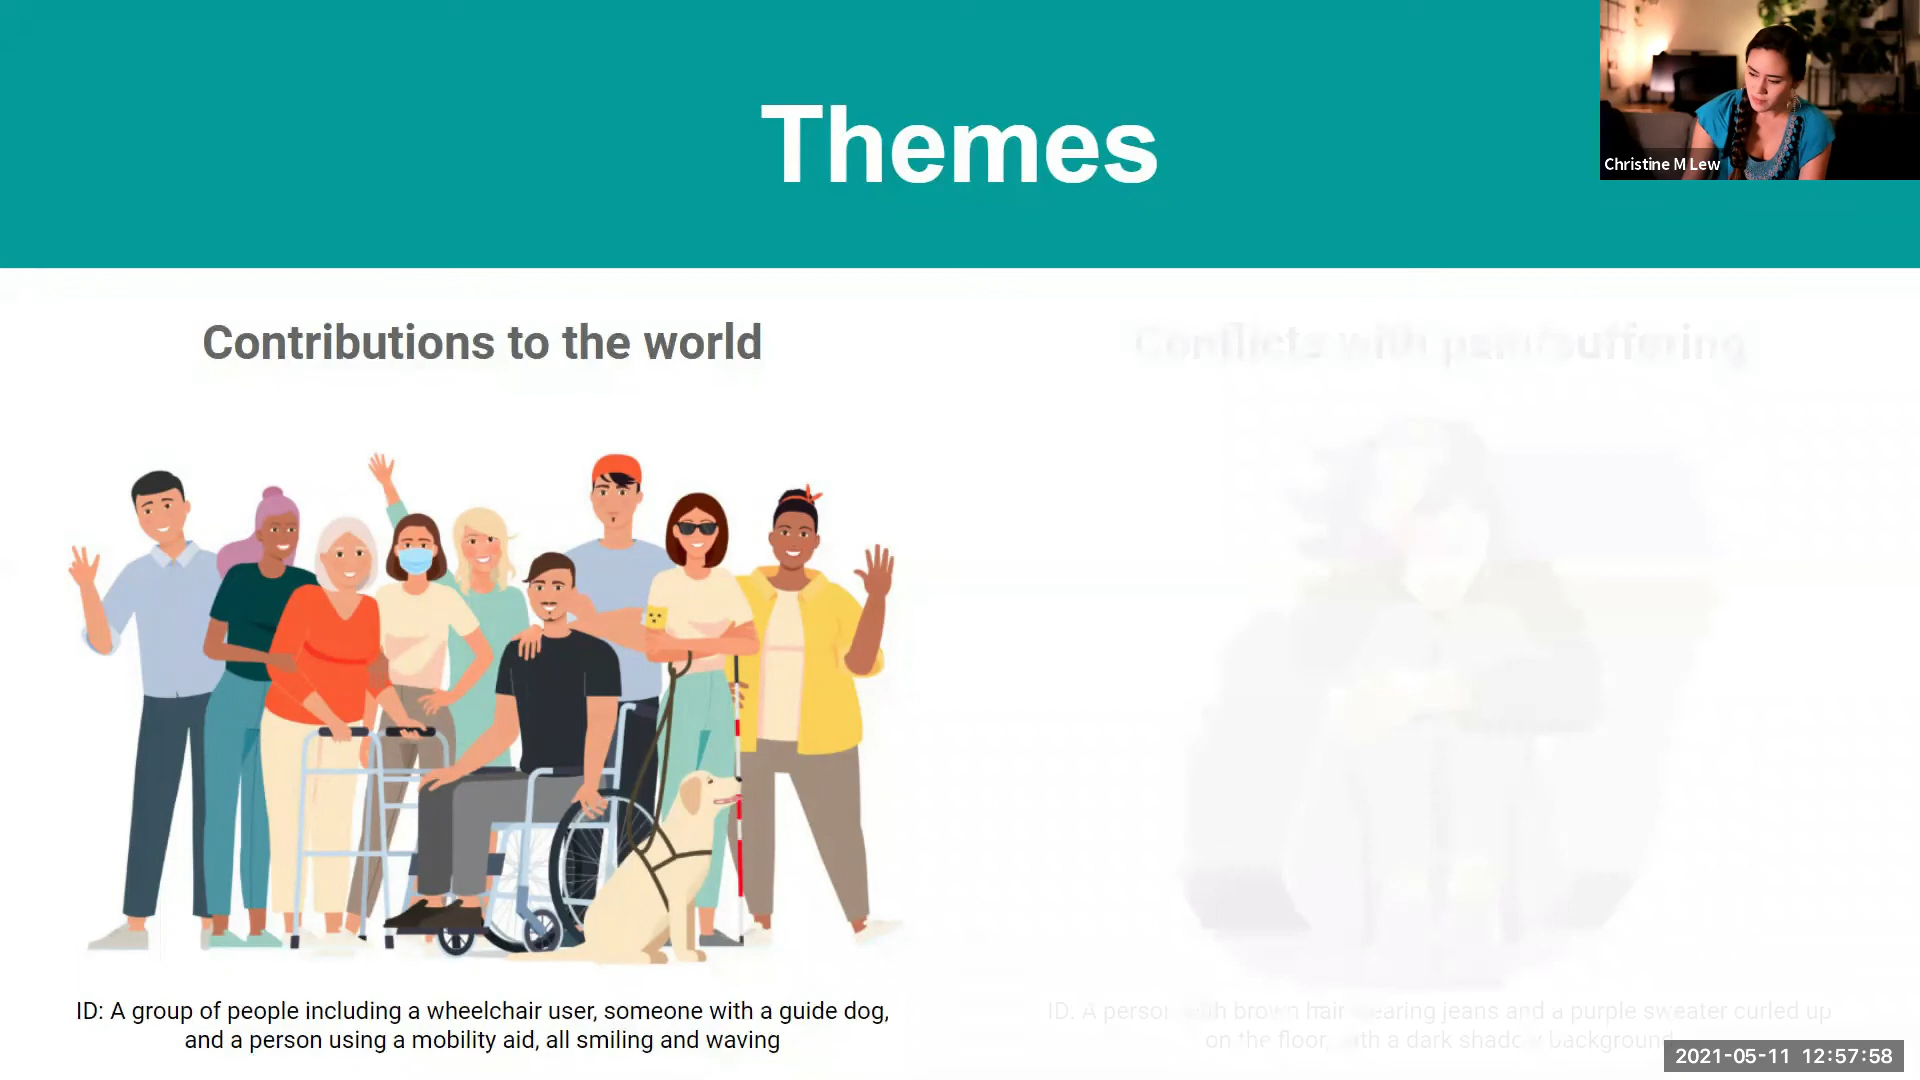 Themes
Christine M Lew
Contributions to the world
Conflicts with pain/suffering
ID: A group of people including a wheelchair user, someone with a guide dog,
and a person using a mobility aid, all smiling and waving
ID: A person with brown hair wearing jeans and a purple sweater curled up
on the floor, with a dark shadow background
2021-05-11 12:57:58